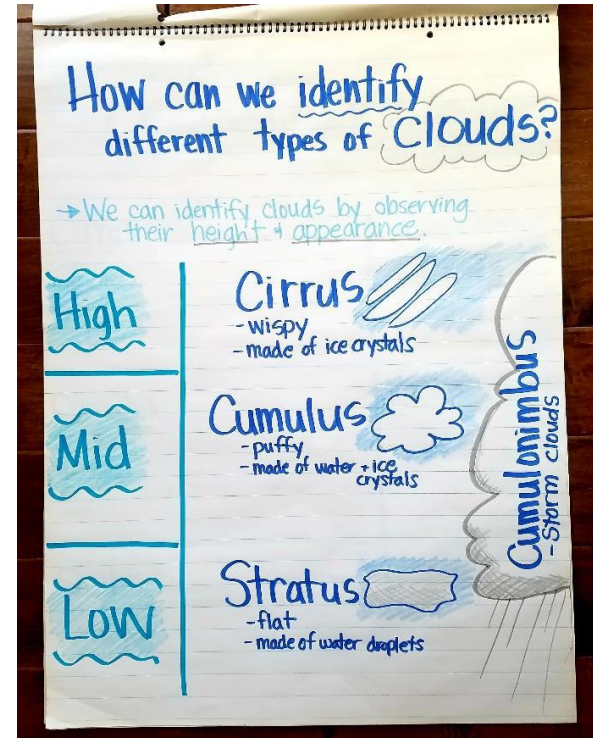 How can we identify
different types of Clouds?
→ We can identify clouds by observing
their height & appearance.
High
Cirrus
- wispy
- made of ice crystals
Mid
Cumulus
- puffy
- made of water + ice
crystals
Low
Stratus
- flat
- made of water droplets
Cumulonimbus
- Storm clouds